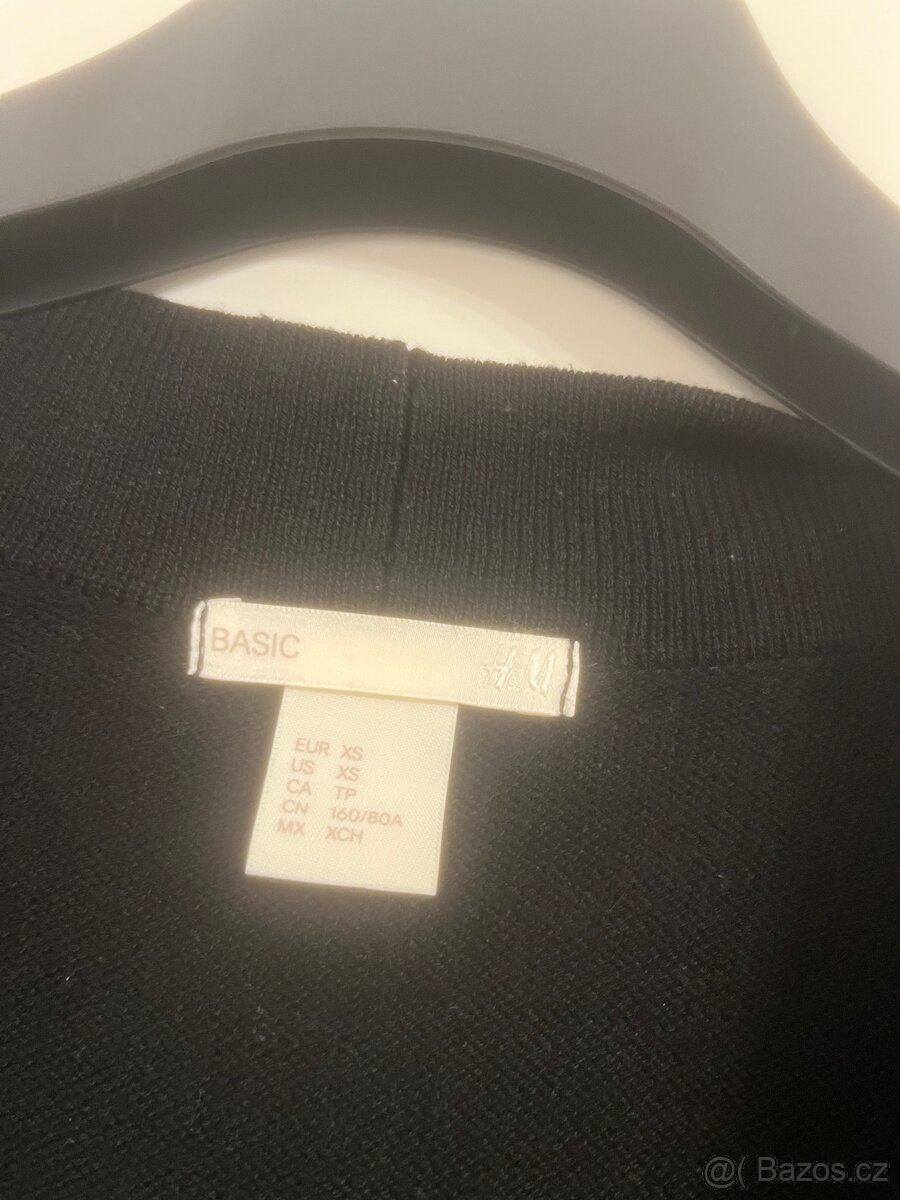 BASIC H&M
EUR XS
US XS
CA TP
CN 160/80A
MX XCH
@( Bazos.cz